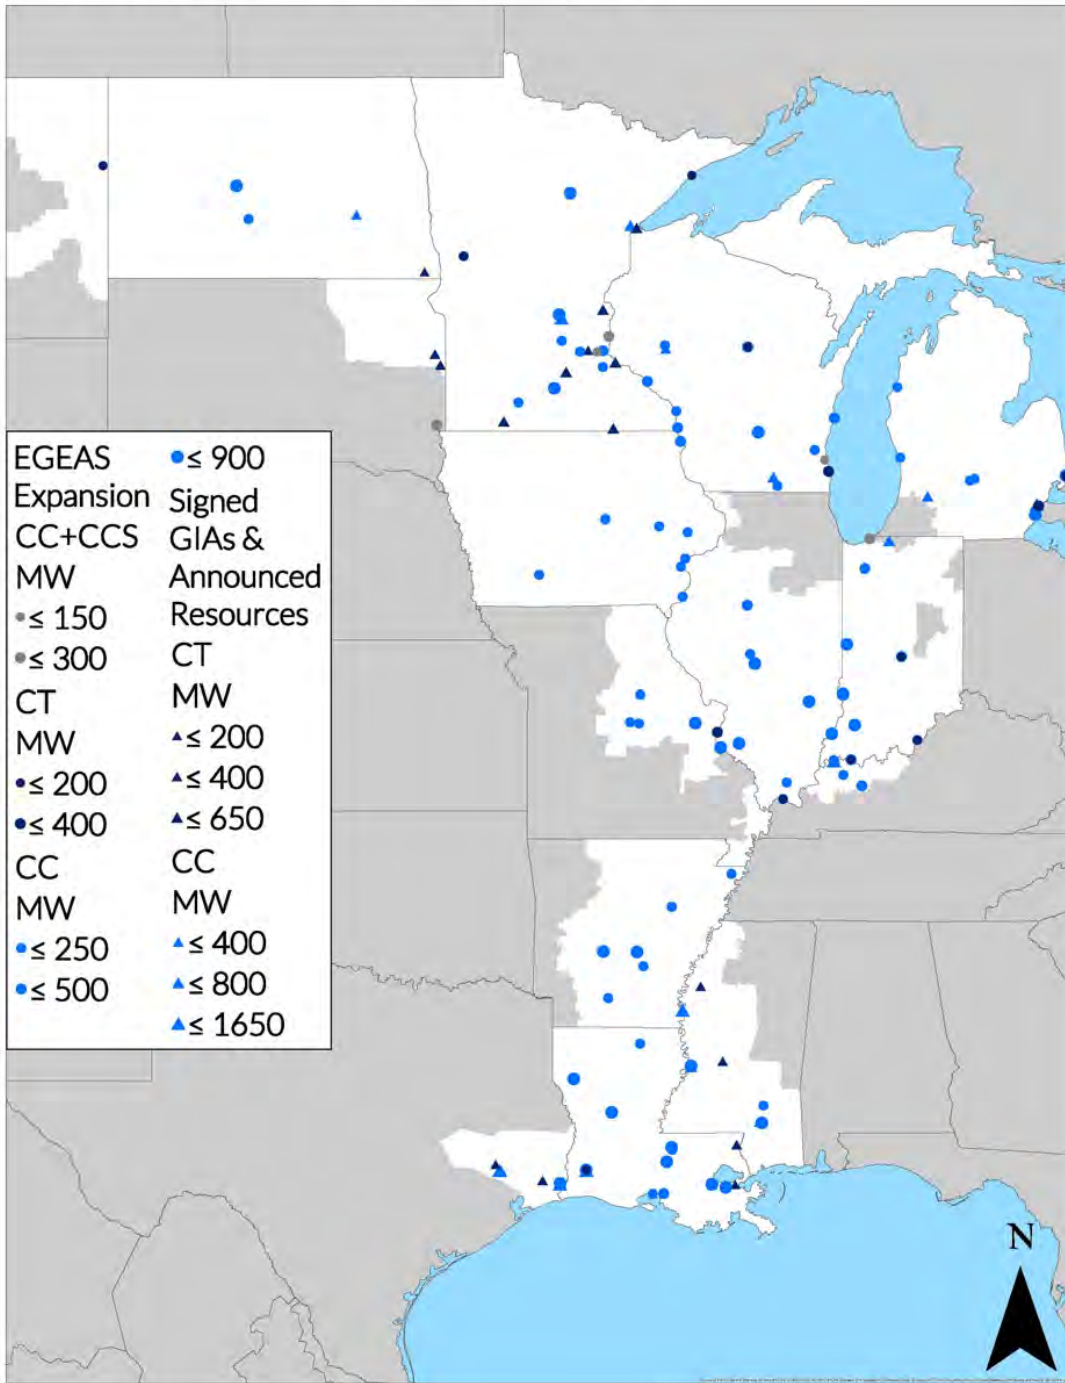 EGEAS
Expansion
CC+CCS
MW
≤ 150
≤ 300
CT
MW
≤ 200
≤ 400
CC
MW
≤ 250
≤ 500
≤ 900
Signed
GIAs &
Announced
Resources
CT
MW
≤ 200
≤ 400
≤ 650
CC
MW
≤ 400
≤ 800
≤ 1650
N